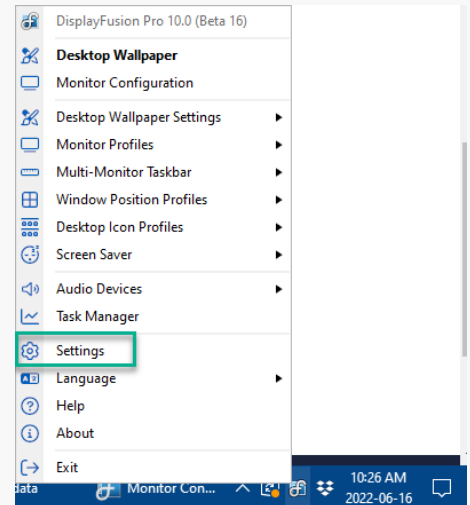 DisplayFusion Pro 10.0 (Beta 16)
Desktop Wallpaper
Monitor Configuration
Desktop Wallpaper Settings
Monitor Profiles
Multi-Monitor Taskbar
Window Position Profiles
Desktop Icon Profiles
Screen Saver
Audio Devices
Task Manager
Settings
Language
Help
About
Exit
data
Monitor Con...
10:26 AM
2022-06-16